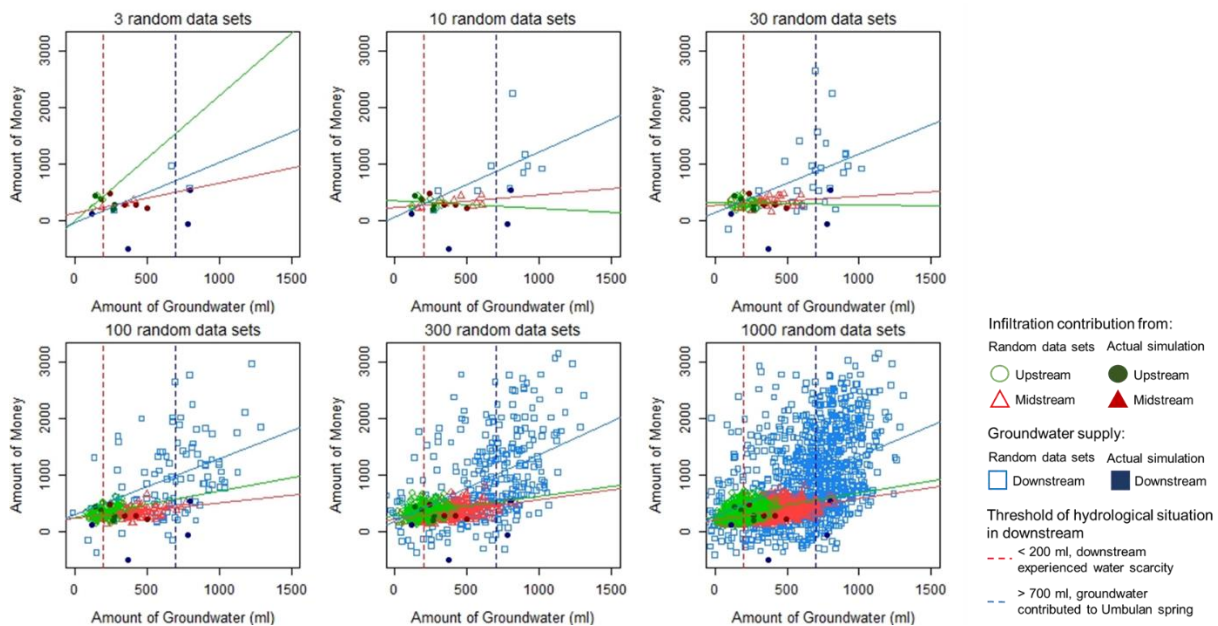 3 random data sets
10 random data sets
30 random data sets
3000
2000
1000
0
Amount of Money
0
500
1000
1500
Amount of Groundwater (ml)
3000
2000
1000
0
Amount of Money
0
500
1000
1500
Amount of Groundwater (ml)
3000
2000
1000
0
Amount of Money
0
500
1000
1500
Amount of Groundwater (ml)
100 random data sets
300 random data sets
1000 random data sets
3000
2000
1000
0
Amount of Money
0
500
1000
1500
Amount of Groundwater (ml)
3000
2000
1000
0
Amount of Money
0
500
1000
1500
Amount of Groundwater (ml)
3000
2000
1000
0
Amount of Money
0
500
1000
1500
Amount of Groundwater (ml)
Infiltration contribution from:
Random data sets Actual simulation
Upstream Upstream
Midstream Midstream
Groundwater supply:
Random data sets Actual simulation
Downstream Downstream
Threshold of hydrological situation
in downstream
< 200 ml, downstream
experienced water scarcity
> 700 ml, groundwater
contributed to Umbulan spring